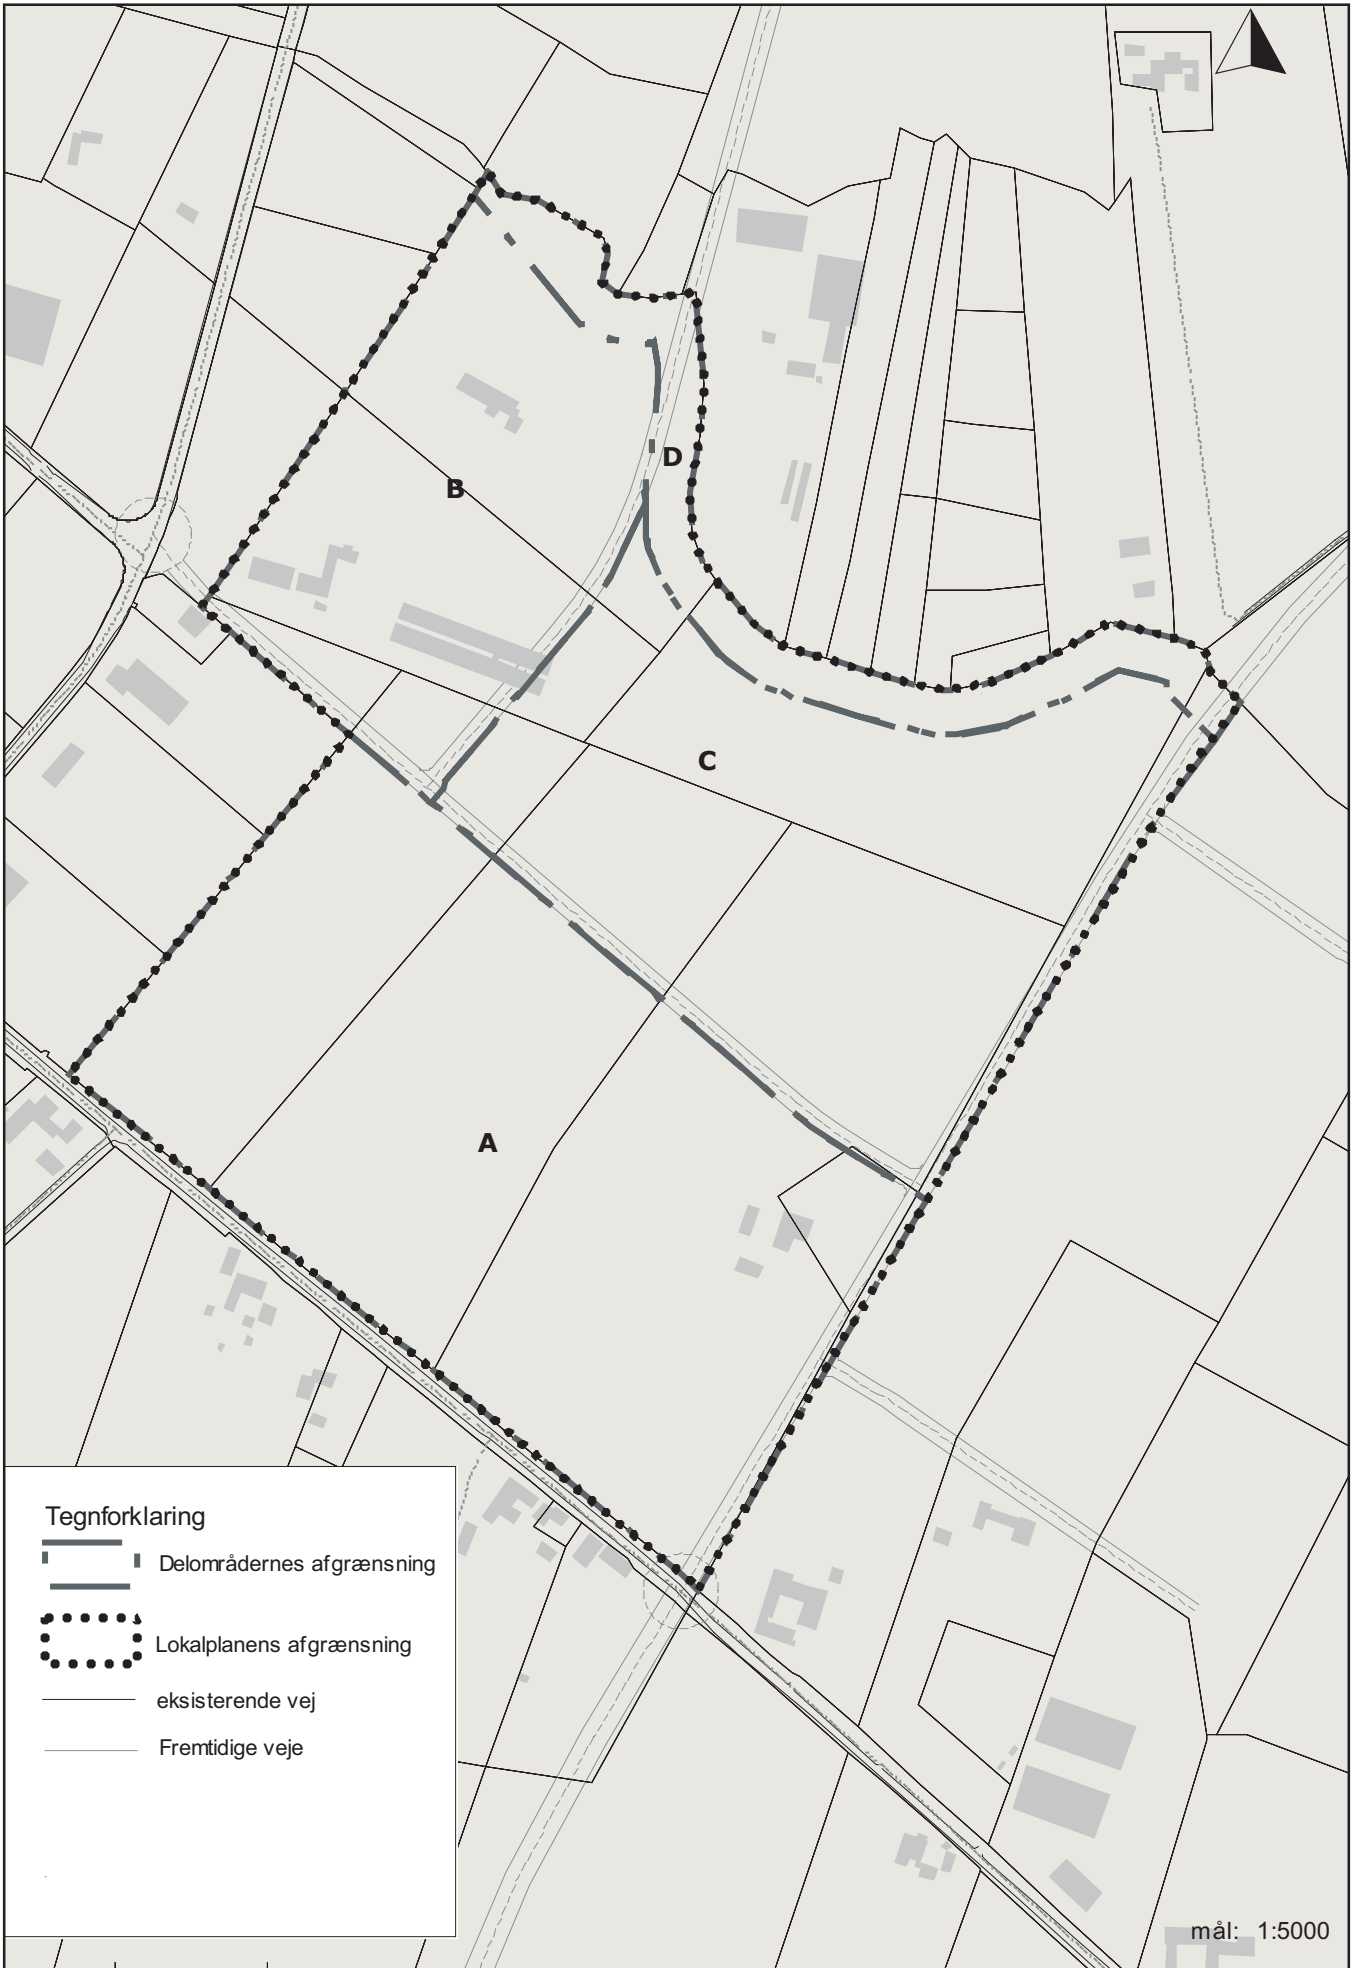 D
B
C
A
Tegnforklaring
Delområdernes afgrænsning
Lokalplanens afgrænsning
eksisterende vej
Fremtidige veje
mål: 1:5000